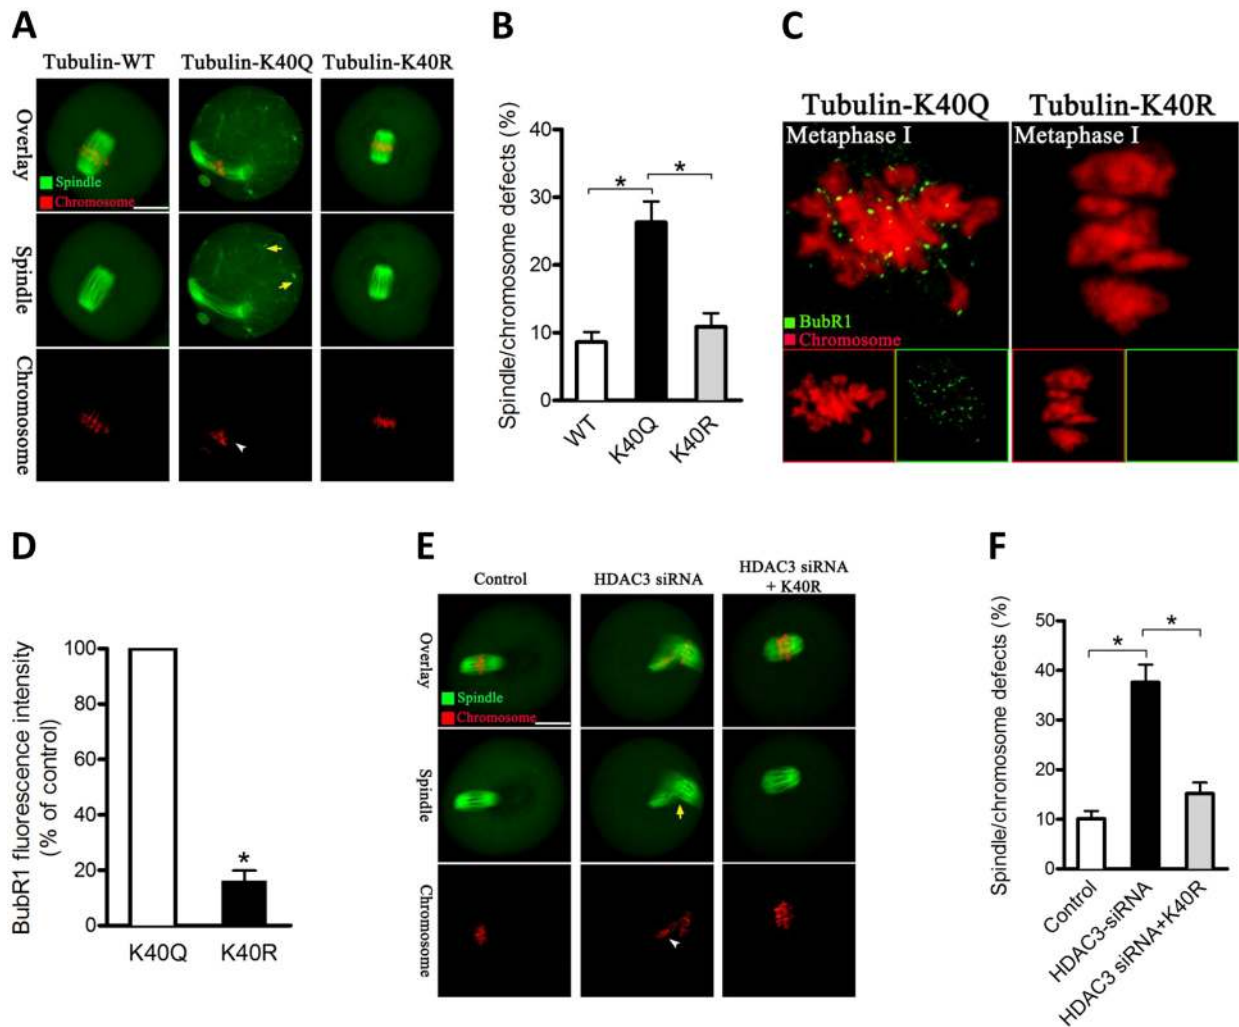 A
Tubulin-WT
Tubulin-K40Q
Tubulin-K40R
Overlay
Spindle
Chromosome
Spindle
Chromosome
B
Spindle/chromosome defects (%)
40
30
20
10
0
*
*
WT
K40Q
K40R
C
Tubulin-K40Q
Tubulin-K40R
Metaphase I
Metaphase I
BubR1
Chromosome
D
BubR1 fluorescence intensity
(% of control)
100
80
60
40
20
0
*
K40Q
K40R
E
Control
HDAC3 siRNA
HDAC3 siRNA
+ K40R
Overlay
Spindle
Chromosome
Spindle
Chromosome
F
Spindle/chromosome defects (%)
50
40
30
20
10
0
*
*
Control
HDAC3-siRNA
HDAC3 siRNA+K40R